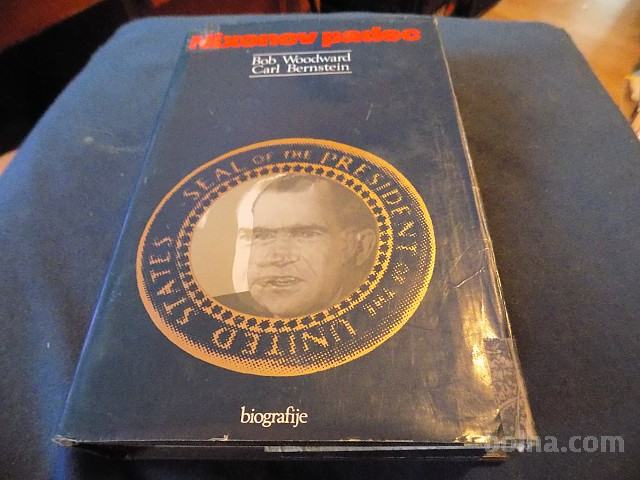 Nixonov padec
Bob Woodward
Carl Bernstein
SEAL OF THE PRESIDENT OF THE UNITED STATES
biografije
bolha.com